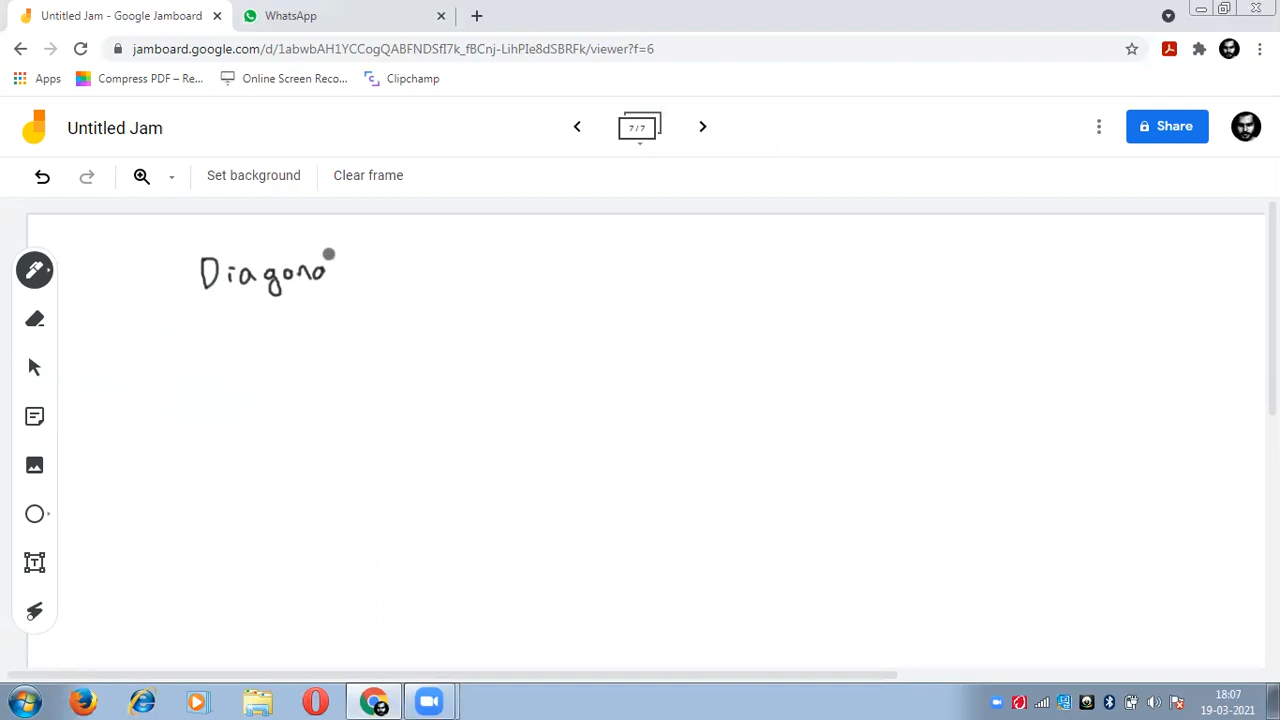 Untitled Jam - Google Jamboard
WhatsApp
jamboard.google.com/d/1abwbAH1YCCogQABFNDSfI7k_fBCnj-LihPIe8dSBRFk/viewer?f=6
Apps
Compress PDF – Re...
Online Screen Reco...
Clipchamp
Untitled Jam
7 / 7
Share
Set background
Clear frame
Diagona
T
18:07
19-03-2021